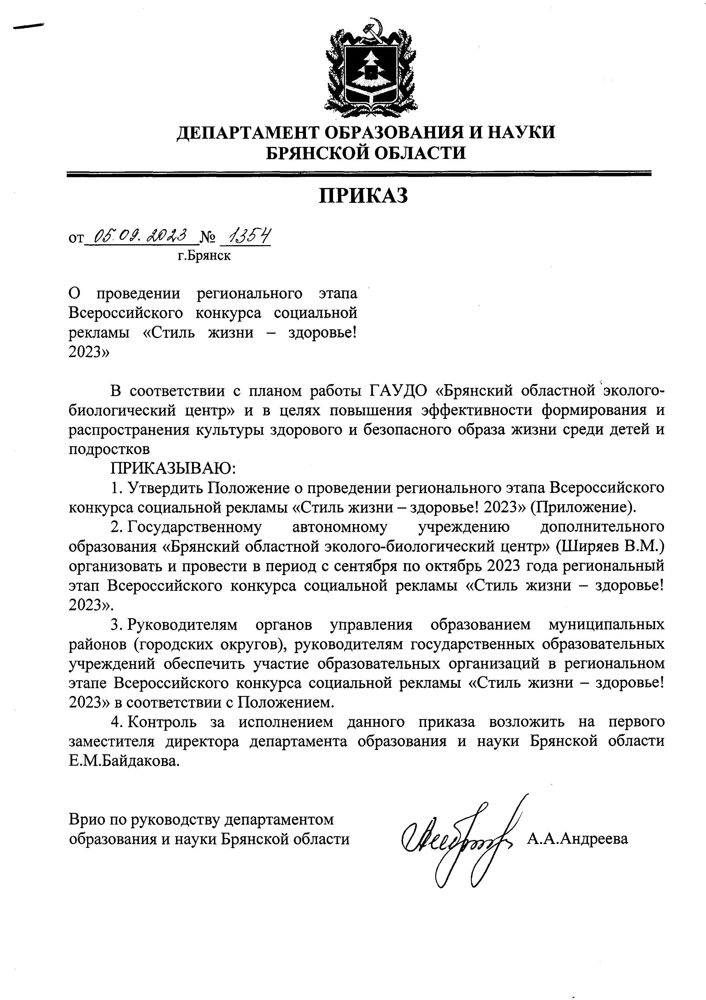 ДЕПАРТАМЕНТ ОБРАЗОВАНИЯ И НАУКИ
БРЯНСКОЙ ОБЛАСТИ
ПРИКАЗ
от 05.09.2023 № 1354
г.Брянск
О проведении регионального этапа
Всероссийского конкурса социальной
рекламы «Стиль жизни – здоровье!
2023»
В соответствии с планом работы ГАУДО «Брянский областной эколого-
биологический центр» и в целях повышения эффективности формирования и
распространения культуры здорового и безопасного образа жизни среди детей и
подростков
ПРИКАЗЫВАЮ:
1. Утвердить Положение о проведении регионального этапа Всероссийского
конкурса социальной рекламы «Стиль жизни – здоровье! 2023» (Приложение).
2. Государственному автономному учреждению дополнительного
образования «Брянский областной эколого-биологический центр» (Ширяев В.М.)
организовать и провести в период с сентября по октябрь 2023 года региональный
этап Всероссийского конкурса социальной рекламы «Стиль жизни – здоровье!
2023».
3. Руководителям органов управления образованием муниципальных
районов (городских округов), руководителям государственных образовательных
учреждений обеспечить участие образовательных организаций в региональном
этапе Всероссийского конкурса социальной рекламы «Стиль жизни – здоровье!
2023» в соответствии с Положением.
4. Контроль за исполнением данного приказа возложить на первого
заместителя директора департамента образования и науки Брянской области
Е.М.Байдакова.
Врио по руководству департаментом
образования и науки Брянской области А.А.Андреева